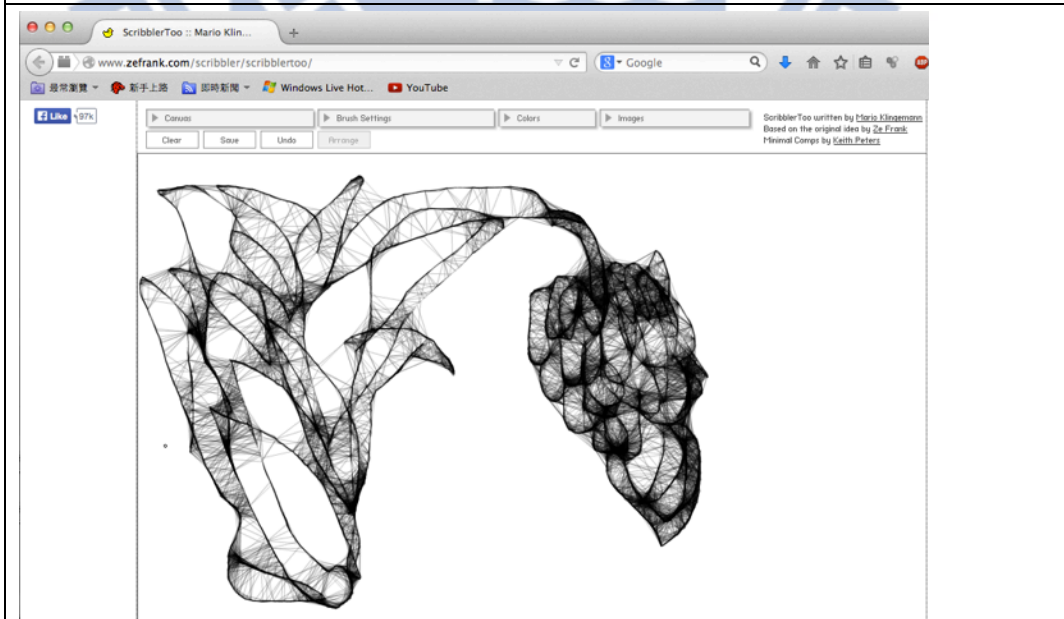 ScribblerToo :: Mario Klin...
www.zefrank.com/scribbler/scribblertoo/
Google
最常瀏覽 新手上路 即時新聞 Windows Live Hot... YouTube
Like 97k
Canvas Brush Settings Colors Images
Clear Save Undo Arrange
ScribblerToo written by Mario Klingemann
Based on the original idea by Ze Frank
Minimal Comps by Keith Peters